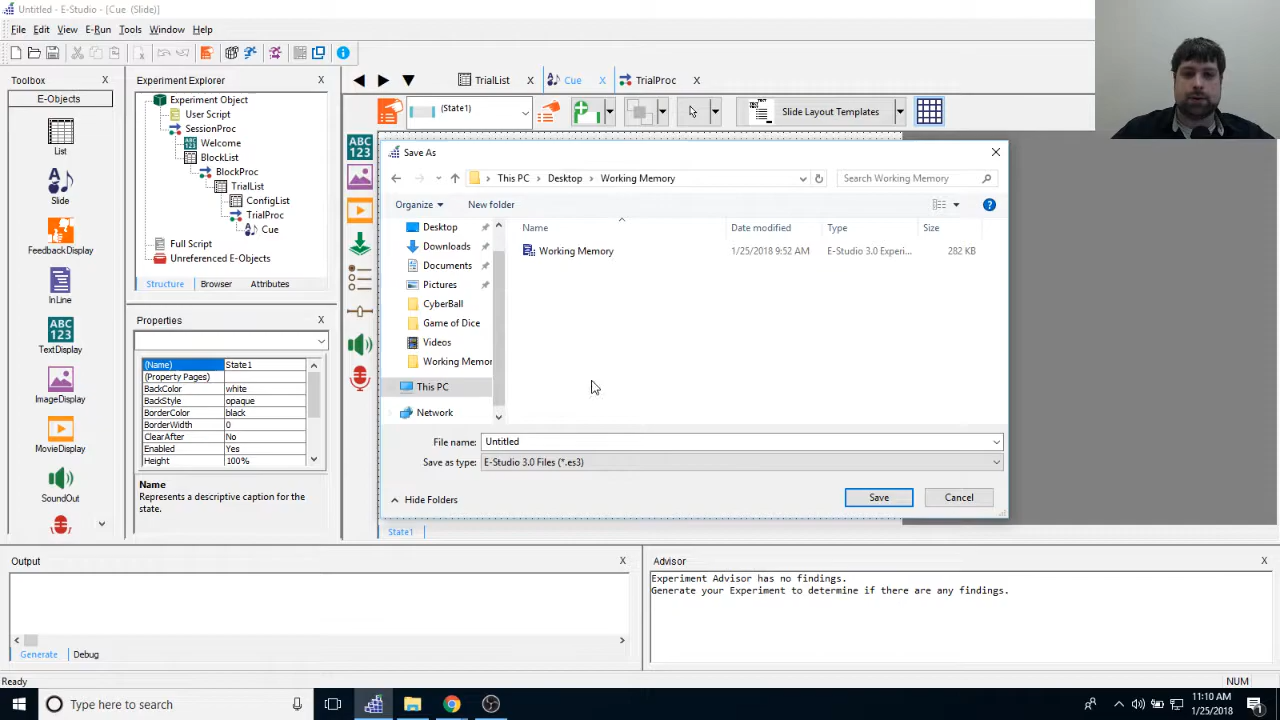 Untitled - E-Studio - [Cue (Slide)]
File Edit View E-Run Tools Window Help
Toolbox X
E-Objects
List
Slide
FeedbackDisplay
InLine
ABC
123
TextDisplay
ImageDisplay
MovieDisplay
SoundOut
Experiment Explorer X
Experiment Object
User Script
SessionProc
Welcome
BlockList
BlockProc
TrialList
ConfigList
TrialProc
Cue
Full Script
Unreferenced E-Objects
Structure Browser Attributes
Properties X
(Name) State1
(Property Pages)
BackColor white
BackStyle opaque
BorderColor black
BorderWidth 0
ClearAfter No
Enabled Yes
Height 100%
Name
Represents a descriptive caption for the
state.
TrialList X Cue X TrialProc X
(State1) Slide Layout Templates
ABC
123
Save As
This PC > Desktop > Working Memory Search Working Memory
Organize New folder
Name Date modified Type Size
Working Memory 1/25/2018 9:52 AM E-Studio 3.0 Experi... 282 KB
Desktop
Downloads
Documents
Pictures
CyberBall
Game of Dice
Videos
Working Memor
This PC
Network
File name: Untitled
Save as type: E-Studio 3.0 Files (*.es3)
Hide Folders Save Cancel
State1
Output X
Generate Debug
Advisor X
Experiment Advisor has no findings.
Generate your Experiment to determine if there are any findings.
Ready NUM
Type here to search
11:10 AM
1/25/2018
1